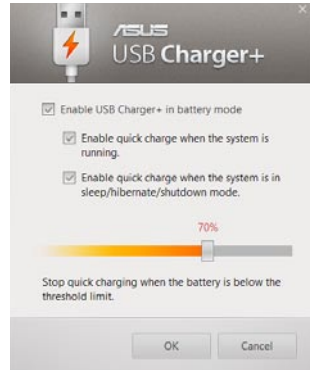 ASUS
USB Charger+
Enable USB Charger+ in battery mode
Enable quick charge when the system is
running.
Enable quick charge when the system is in
sleep/hibernate/shutdown mode.
70%
Stop quick charging when the battery is below the
threshold limit.
OK Cancel